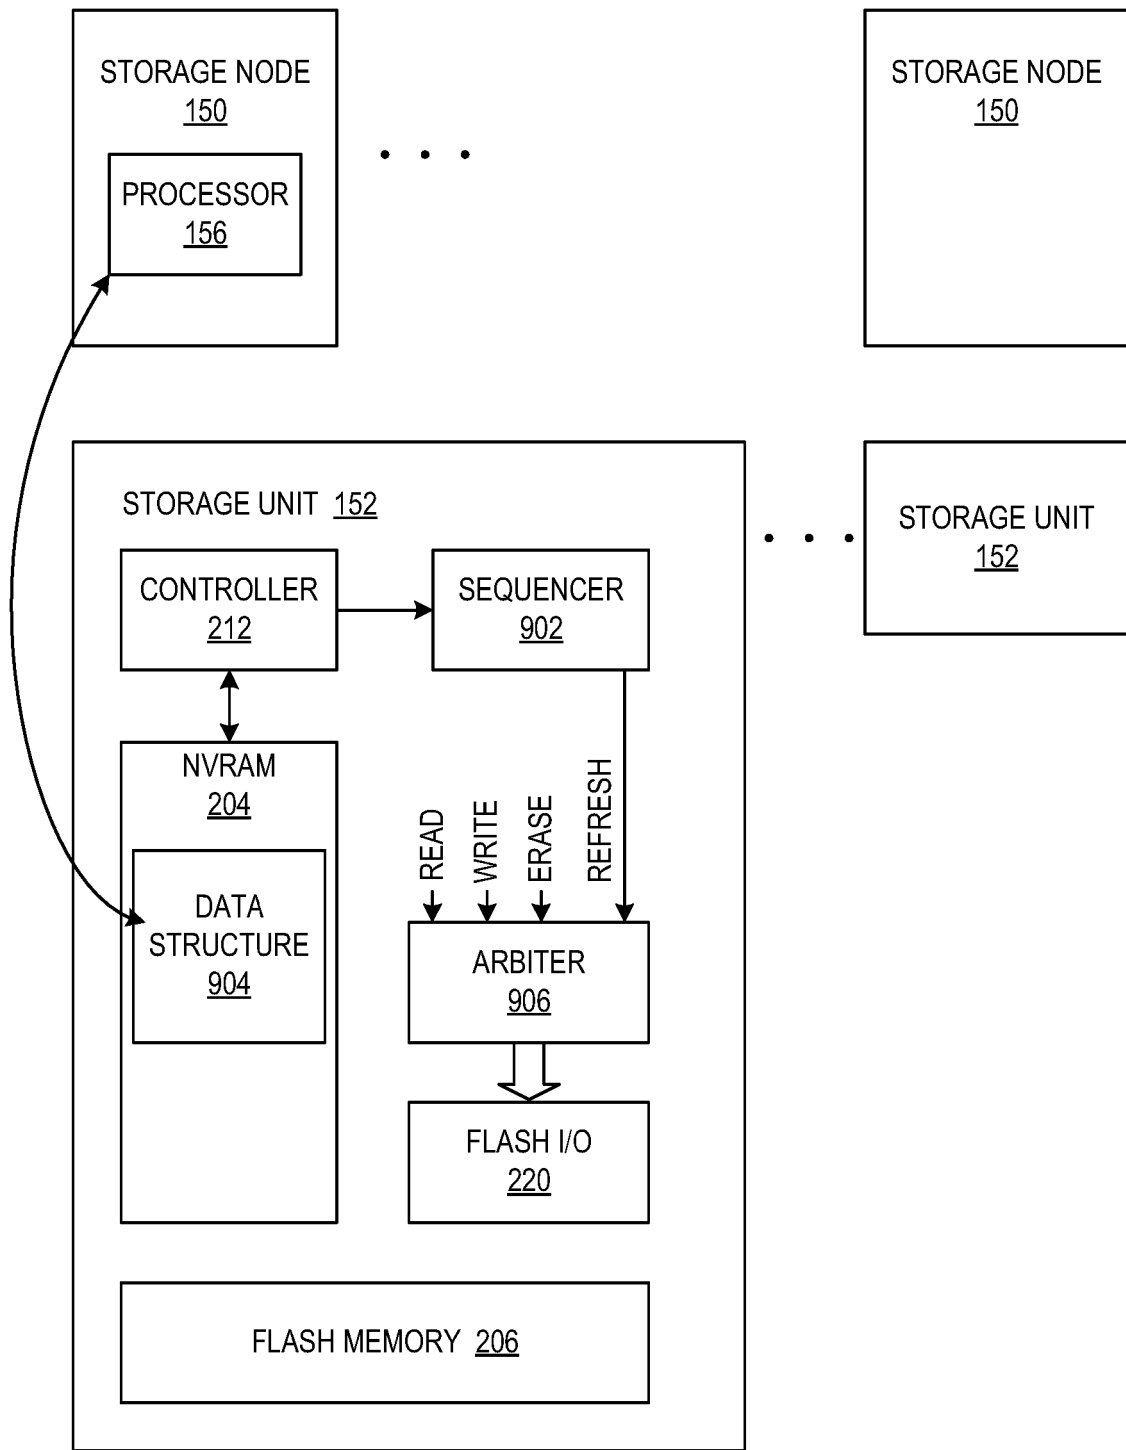 STORAGE NODE
150
PROCESSOR
156
STORAGE NODE
150
STORAGE UNIT 152
CONTROLLER
212
SEQUENCER
902
STORAGE UNIT
152
NVRAM
204
DATA
STRUCTURE
904
READ
WRITE
ERASE
REFRESH
ARBITER
906
FLASH I/O
220
FLASH MEMORY 206